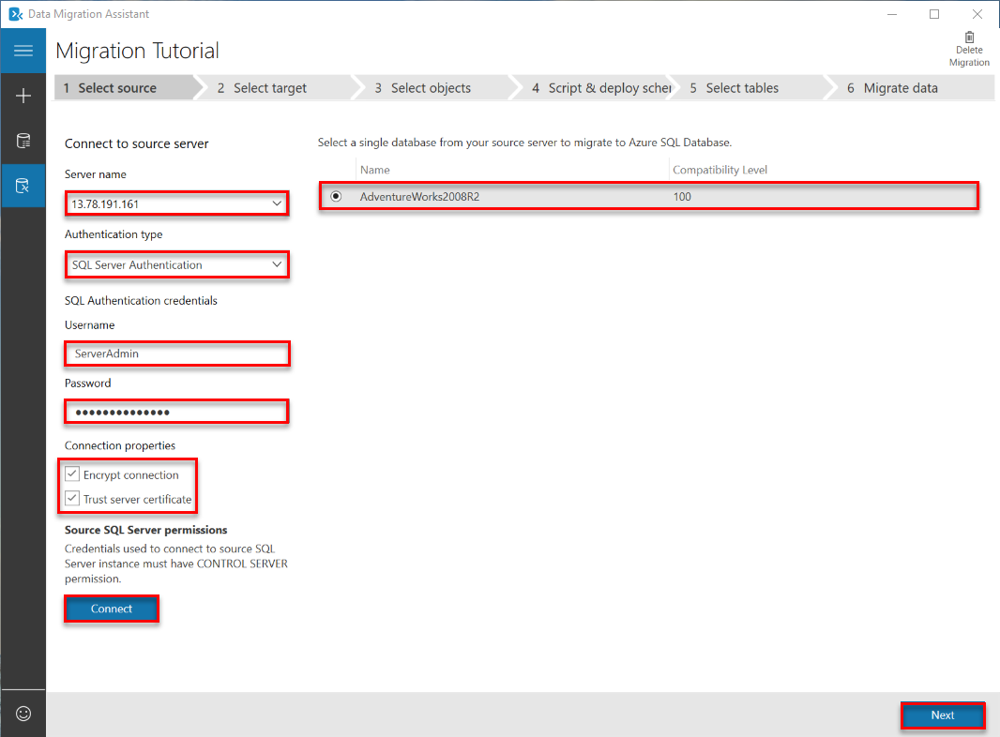 Data Migration Assistant
Migration Tutorial
Delete
Migration
1 Select source
2 Select target
3 Select objects
4 Script & deploy scher
5 Select tables
6 Migrate data
Connect to source server
Server name
13.78.191.161
Authentication type
SQL Server Authentication
SQL Authentication credentials
Username
ServerAdmin
Password
••••••••••••••
Connection properties
Encrypt connection
Trust server certificate
Source SQL Server permissions
Credentials used to connect to source SQL
Server instance must have CONTROL SERVER
permission.
Connect
Select a single database from your source server to migrate to Azure SQL Database.
Name Compatibility Level
AdventureWorks2008R2 100
Next